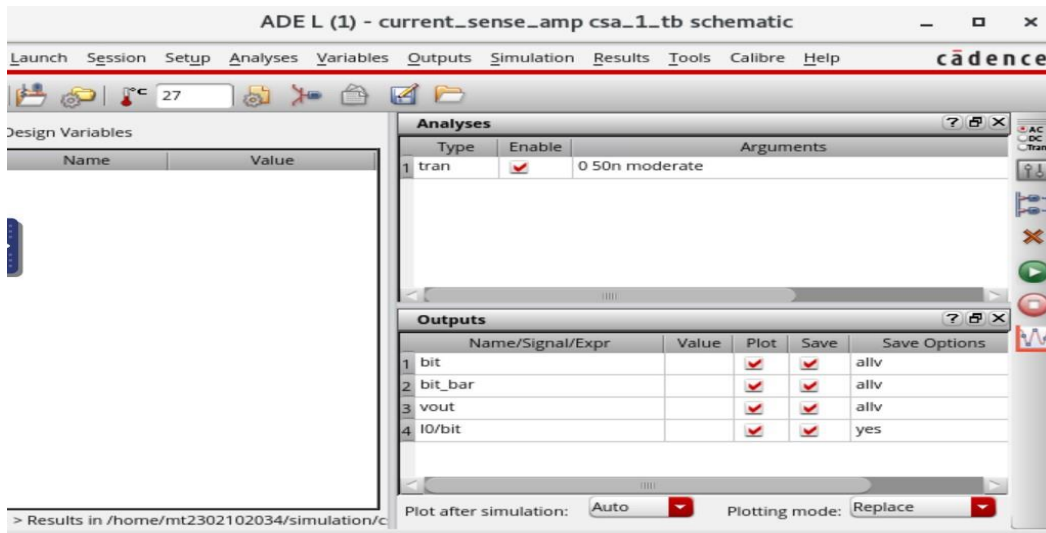 ADE L (1) - current_sense_amp csa_1_tb schematic
Launch Session Setup Analyses Variables Outputs Simulation Results Tools Calibre Help cādence
°C 27
Design Variables
Name Value
Analyses
Type Enable Arguments
1 tran 0 50n moderate
AC
DC
Tran
Outputs
Name/Signal/Expr Value Plot Save Save Options
1 bit allv
2 bit_bar allv
3 vout allv
4 I0/bit yes
Plot after simulation: Auto Plotting mode: Replace
> Results in /home/mt2302102034/simulation/c